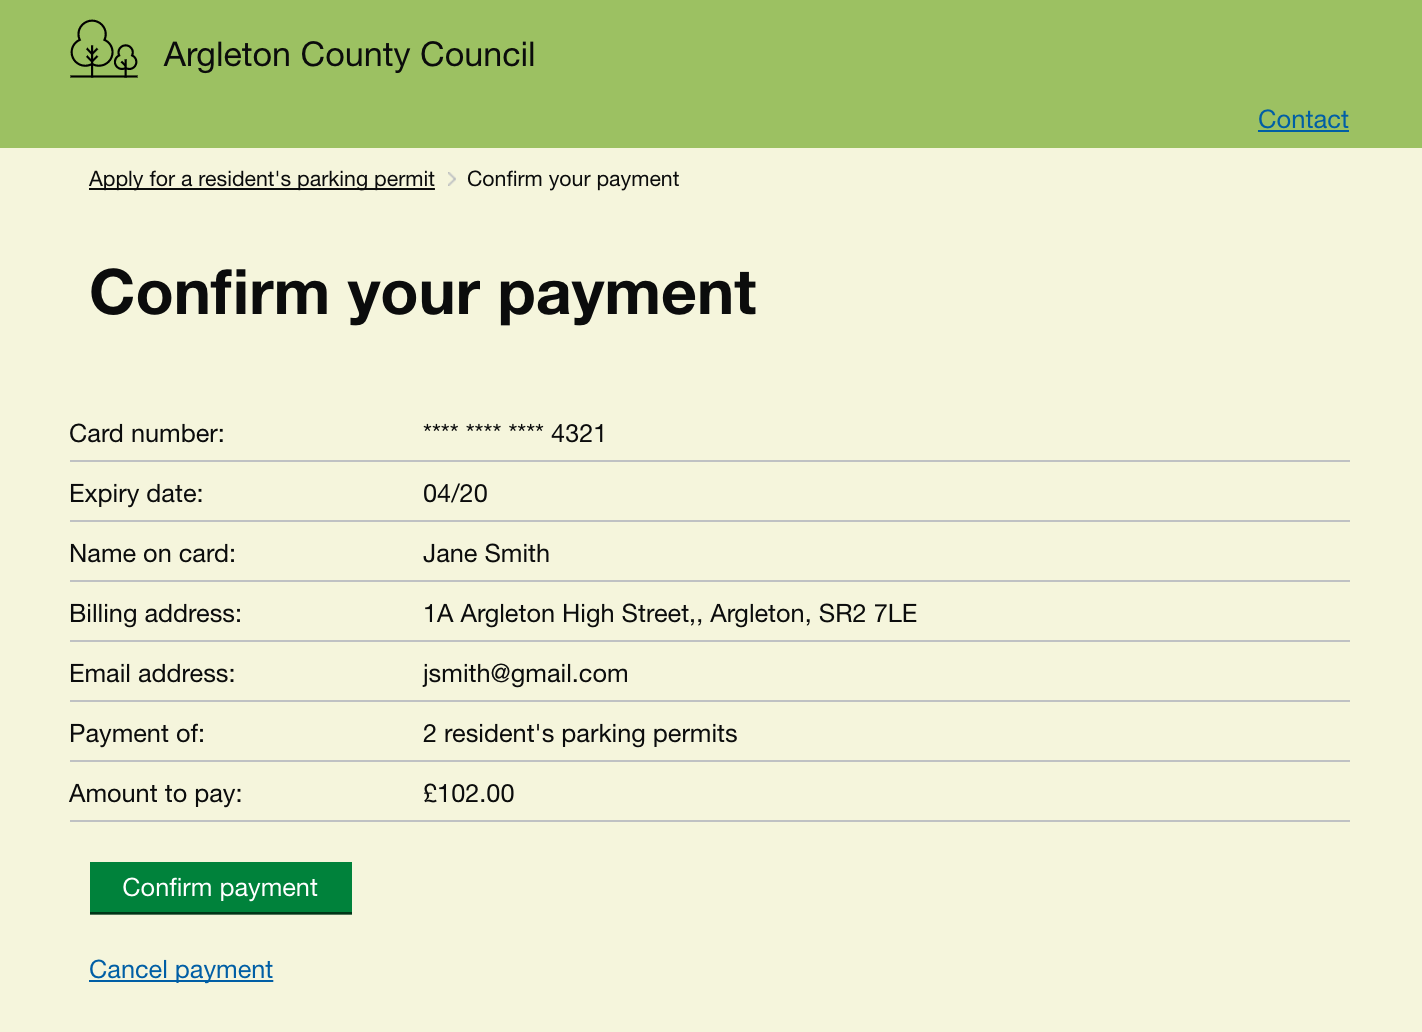 Argleton County Council
Contact
Apply for a resident's parking permit > Confirm your payment
Confirm your payment
Card number: **** **** **** 4321
Expiry date: 04/20
Name on card: Jane Smith
Billing address: 1A Argleton High Street,, Argleton, SR2 7LE
Email address: jsmith@gmail.com
Payment of: 2 resident's parking permits
Amount to pay: £102.00
Confirm payment
Cancel payment